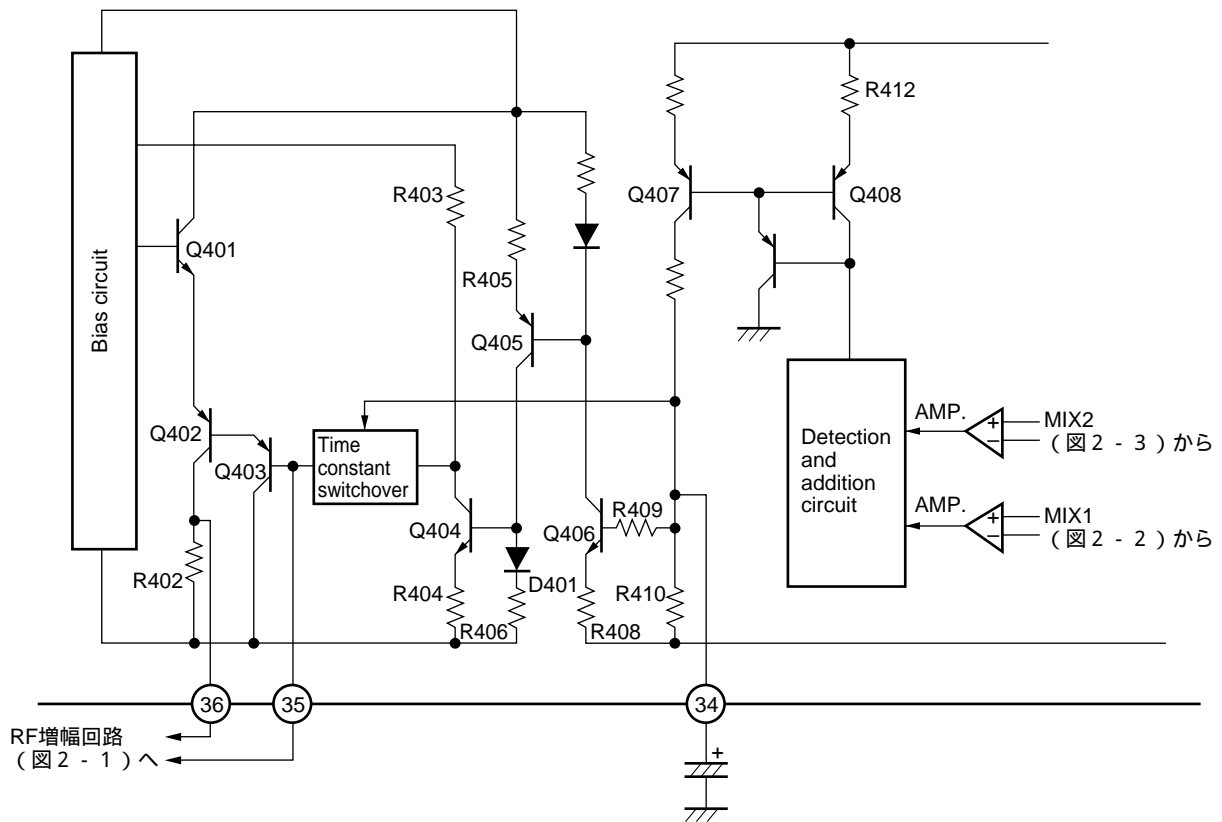 R412
Q407
Q408
R403
Q401
Bias circuit
R405
Q405
AMP.
MIX2
(図2 - 3)から
Detection
and
addition
circuit
Q402
Q403
Time
constant
switchover
R409
Q404
Q406
AMP.
MIX1
(図2 - 2)から
R402
D401
R404
R406
R410
R408
36
35
34
RF増幅回路
(図2 - 1)へ
+